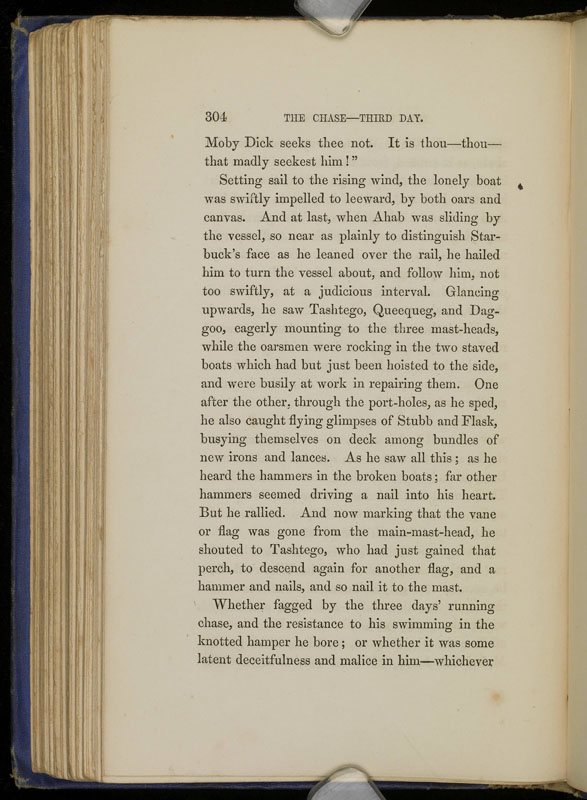 304 THE CHASE—THIRD DAY.
Moby Dick seeks thee not. It is thou—thou—
that madly seekest him!”
Setting sail to the rising wind, the lonely boat
was swiftly impelled to leeward, by both oars and
canvas. And at last, when Ahab was sliding by
the vessel, so near as plainly to distinguish Star-
buck’s face as he leaned over the rail, he hailed
him to turn the vessel about, and follow him, not
too swiftly, at a judicious interval. Glancing
upwards, he saw Tashtego, Queequeg, and Dag-
goo, eagerly mounting to the three mast-heads,
while the oarsmen were rocking in the two staved
boats which had but just been hoisted to the side,
and were busily at work in repairing them. One
after the other, through the port-holes, as he sped,
he also caught flying glimpses of Stubb and Flask,
busying themselves on deck among bundles of
new irons and lances. As he saw all this; as he
heard the hammers in the broken boats; far other
hammers seemed driving a nail into his heart.
But he rallied. And now marking that the vane
or flag was gone from the main-mast-head, he
shouted to Tashtego, who had just gained that
perch, to descend again for another flag, and a
hammer and nails, and so nail it to the mast.
Whether fagged by the three days’ running
chase, and the resistance to his swimming in the
knotted hamper he bore; or whether it was some
latent deceitfulness and malice in him—whichever